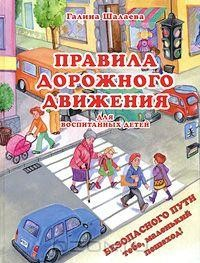 ГАЛИНА ШАЛАЕВА
ПРАВИЛА
ДОРОЖНОГО
ДВИЖЕНИЯ
ДЛЯ
ВОСПИТАННЫХ ДЕТЕЙ
БЕЗОПАСНОГО ПУТИ
тебе, маленький
пешеход!